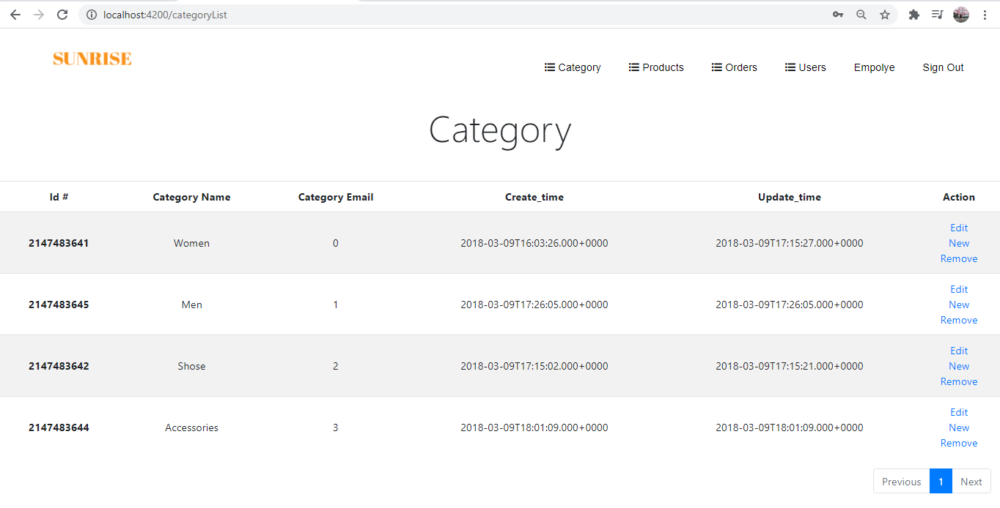 localhost:4200/categoryList
SUNRISE
Category Products Orders Users Empolye Sign Out
Category
Id # Category Name Category Email Create_time Update_time Action
2147483641 Women 0 2018-03-09T16:03:26.000+0000 2018-03-09T17:15:27.000+0000 Edit
New
Remove
2147483645 Men 1 2018-03-09T17:26:05.000+0000 2018-03-09T17:26:05.000+0000 Edit
New
Remove
2147483642 Shose 2 2018-03-09T17:15:02.000+0000 2018-03-09T17:15:21.000+0000 Edit
New
Remove
2147483644 Accessories 3 2018-03-09T18:01:09.000+0000 2018-03-09T18:01:09.000+0000 Edit
New
Remove
Previous 1 Next